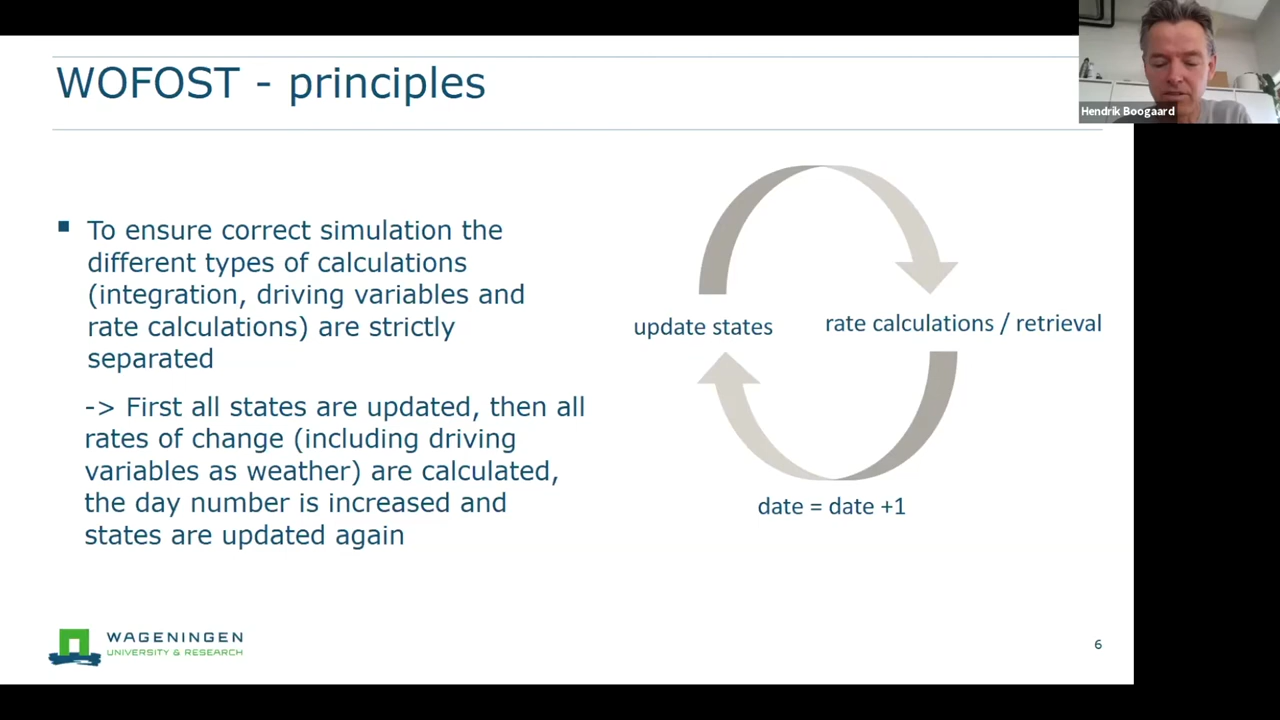 WOFOST - principles
Hendrik Boogaard
▪ To ensure correct simulation the
different types of calculations
(integration, driving variables and
rate calculations) are strictly
separated
-> First all states are updated, then all
rates of change (including driving
variables as weather) are calculated,
the day number is increased and
states are updated again
update states
rate calculations / retrieval
date = date +1
WAGENINGEN
UNIVERSITY & RESEARCH
6